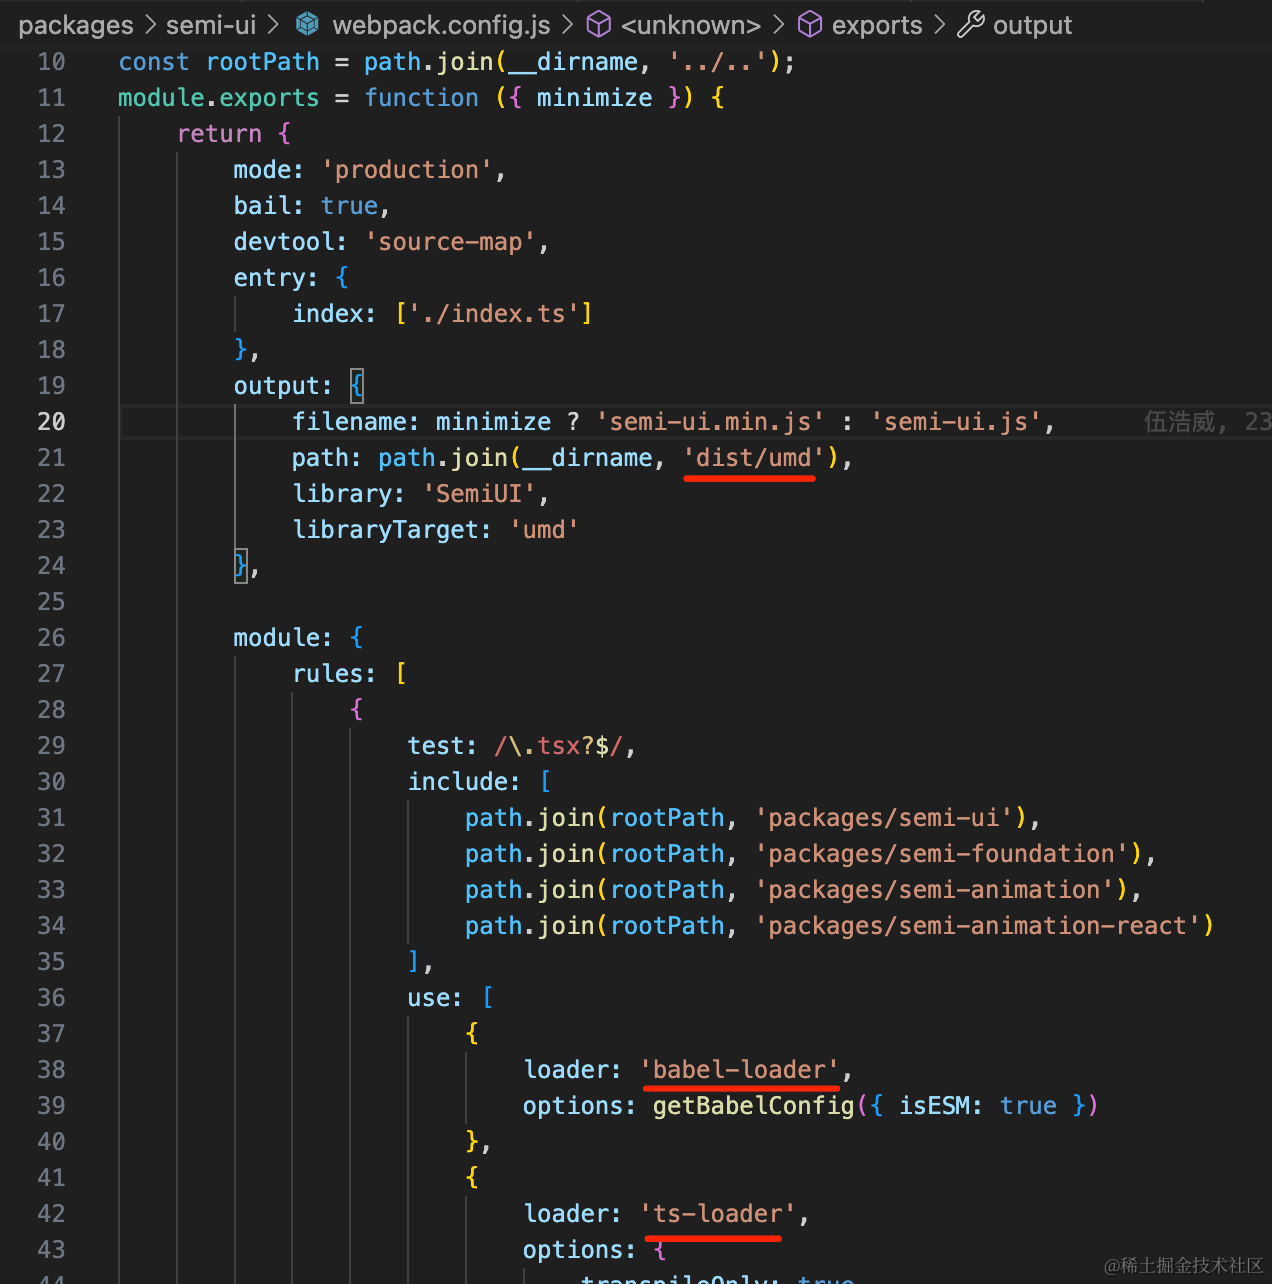 packages > semi-ui > webpack.config.js > <unknown> > exports > output
10 const rootPath = path.join(__dirname, '../..');
11 module.exports = function ({ minimize }) {
12     return {
13         mode: 'production',
14         bail: true,
15         devtool: 'source-map',
16         entry: {
17             index: ['./index.ts']
18         },
19         output: {
20             filename: minimize ? 'semi-ui.min.js' : 'semi-ui.js', 伍浩威, 23
21             path: path.join(__dirname, 'dist/umd'),
22             library: 'SemiUI',
23             libraryTarget: 'umd'
24         },
25
26         module: {
27             rules: [
28                 {
29                     test: /\.tsx?$/,
30                     include: [
31                         path.join(rootPath, 'packages/semi-ui'),
32                         path.join(rootPath, 'packages/semi-foundation'),
33                         path.join(rootPath, 'packages/semi-animation'),
34                         path.join(rootPath, 'packages/semi-animation-react')
35                     ],
36                     use: [
37                         {
38                             loader: 'babel-loader',
39                             options: getBabelConfig({ isESM: true })
40                         },
41                         {
42                             loader: 'ts-loader',
43                             options: {
44                                 transpileOnly: true
@稀土掘金技术社区